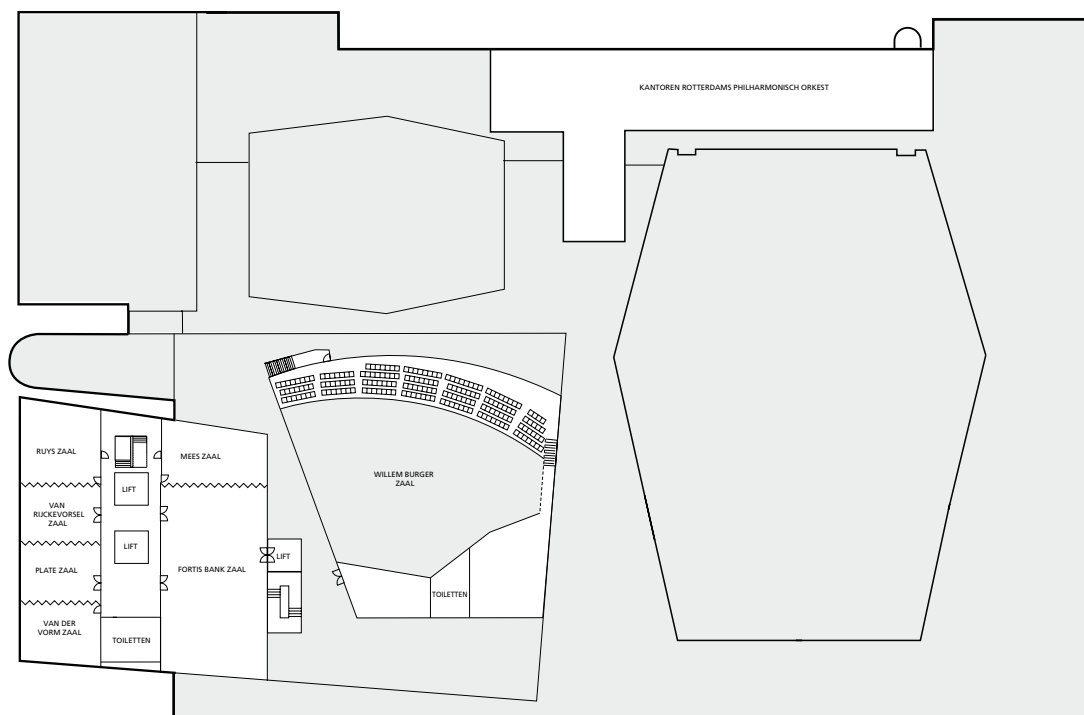 KANTOREN ROTTERDAMS PHILHARMONISCH ORKEST
RUYS ZAAL
MEES ZAAL
WILLEM BURGER
ZAAL
LIFT
VAN
RIJCKEVORSEL
ZAAL
LIFT
LIFT
PLATE ZAAL
FORTIS BANK ZAAL
TOILETTEN
VAN DER
VORM ZAAL
TOILETTEN